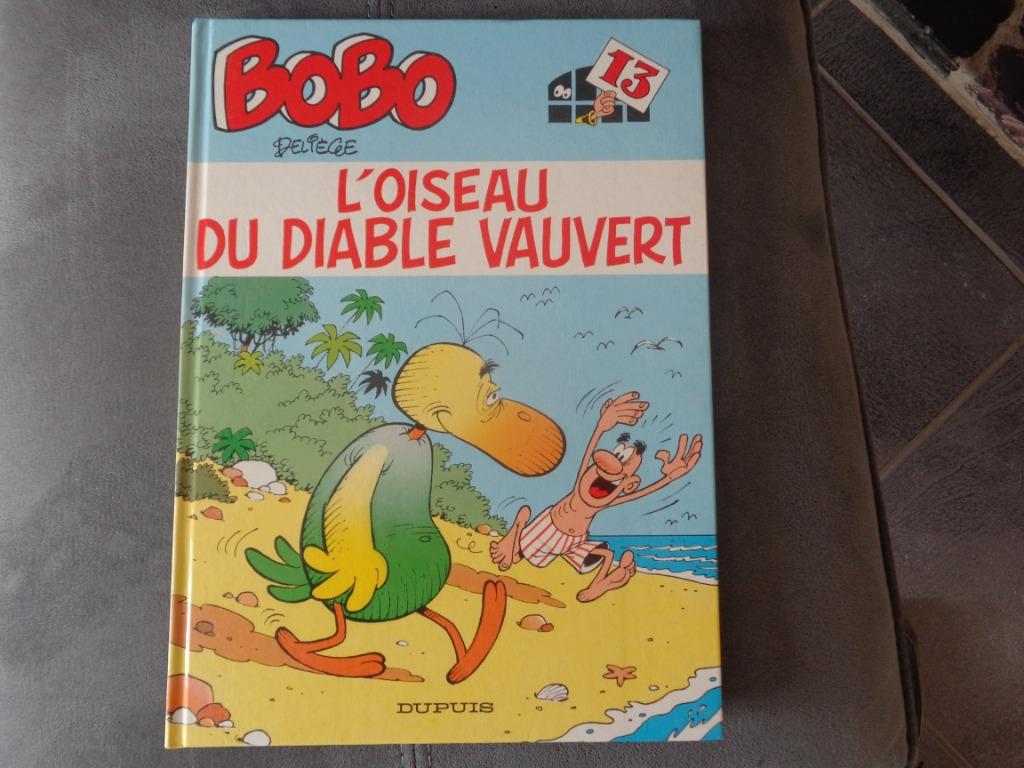 BOBO
13
DELIÈGE
L'OISEAU
DU DIABLE VAUVERT
DUPUIS